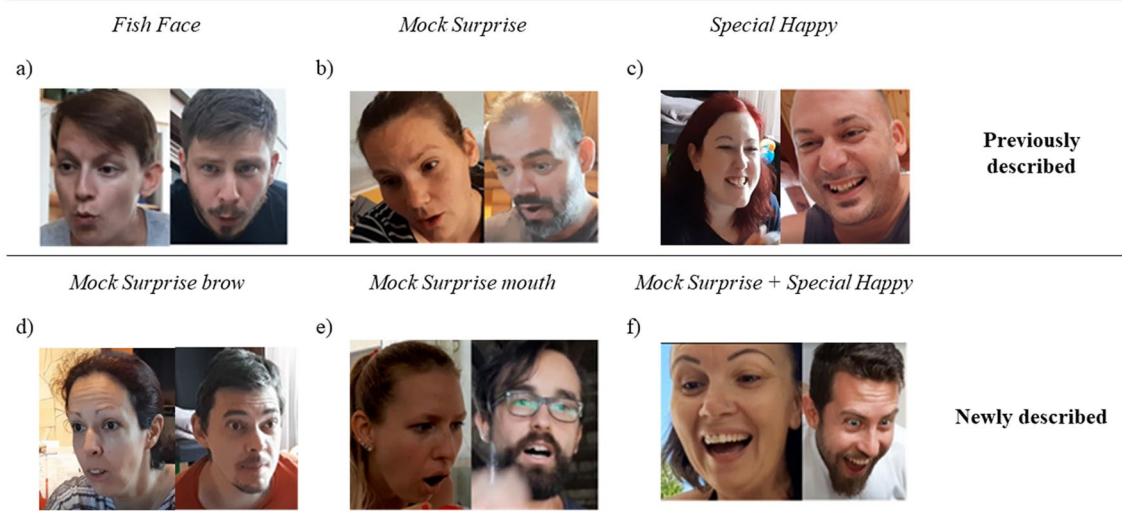 Fish Face
Mock Surprise
Special Happy
a)
b)
c)
Previously
described
Mock Surprise brow
Mock Surprise mouth
Mock Surprise + Special Happy
d)
e)
f)
Newly described